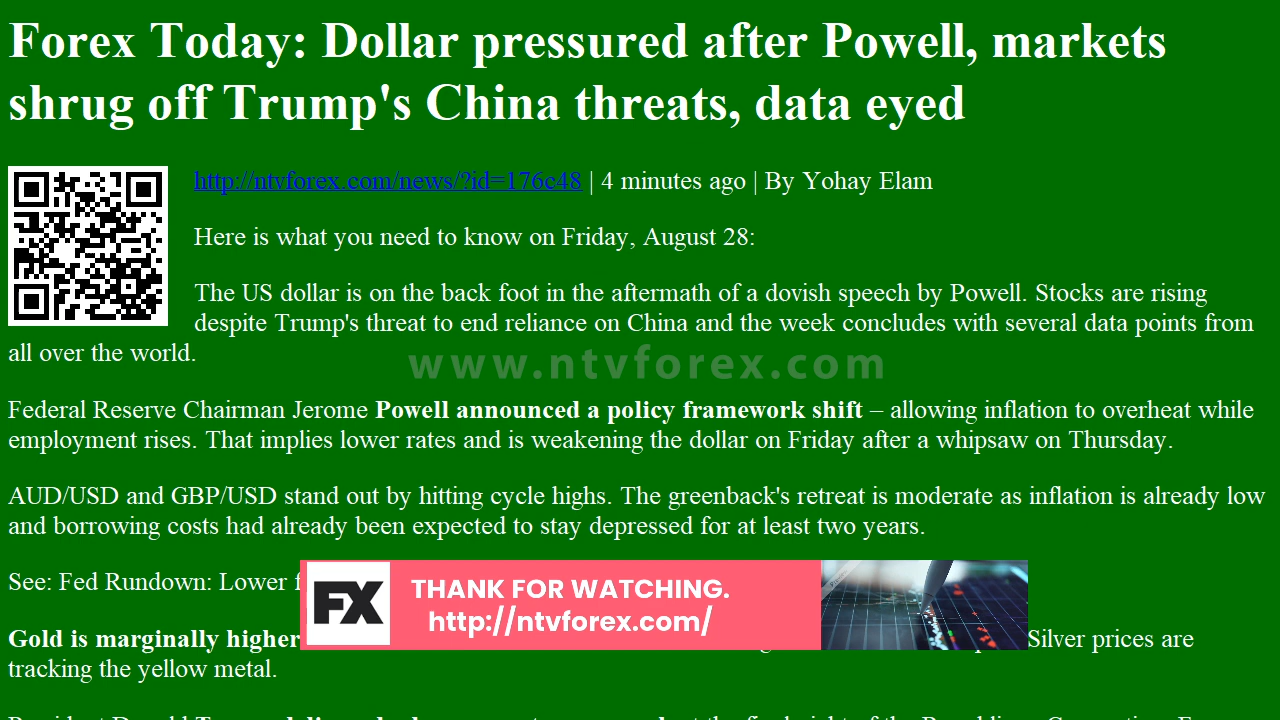 Forex Today: Dollar pressured after Powell, markets
shrug off Trump's China threats, data eyed
http://ntvforex.com/news/?id=176c48 | 4 minutes ago | By Yohay Elam
Here is what you need to know on Friday, August 28:
The US dollar is on the back foot in the aftermath of a dovish speech by Powell. Stocks are rising
despite Trump's threat to end reliance on China and the week concludes with several data points from
all over the world.
www.ntvforex.com
Federal Reserve Chairman Jerome Powell announced a policy framework shift – allowing inflation to overheat while
employment rises. That implies lower rates and is weakening the dollar on Friday after a whipsaw on Thursday.
AUD/USD and GBP/USD stand out by hitting cycle highs. The greenback's retreat is moderate as inflation is already low
and borrowing costs had already been expected to stay depressed for at least two years.
See: Fed Rundown: Lower
FX
THANK FOR WATCHING.
http://ntvforex.com/
Gold is marginally higher
Silver prices are
tracking the yellow metal.